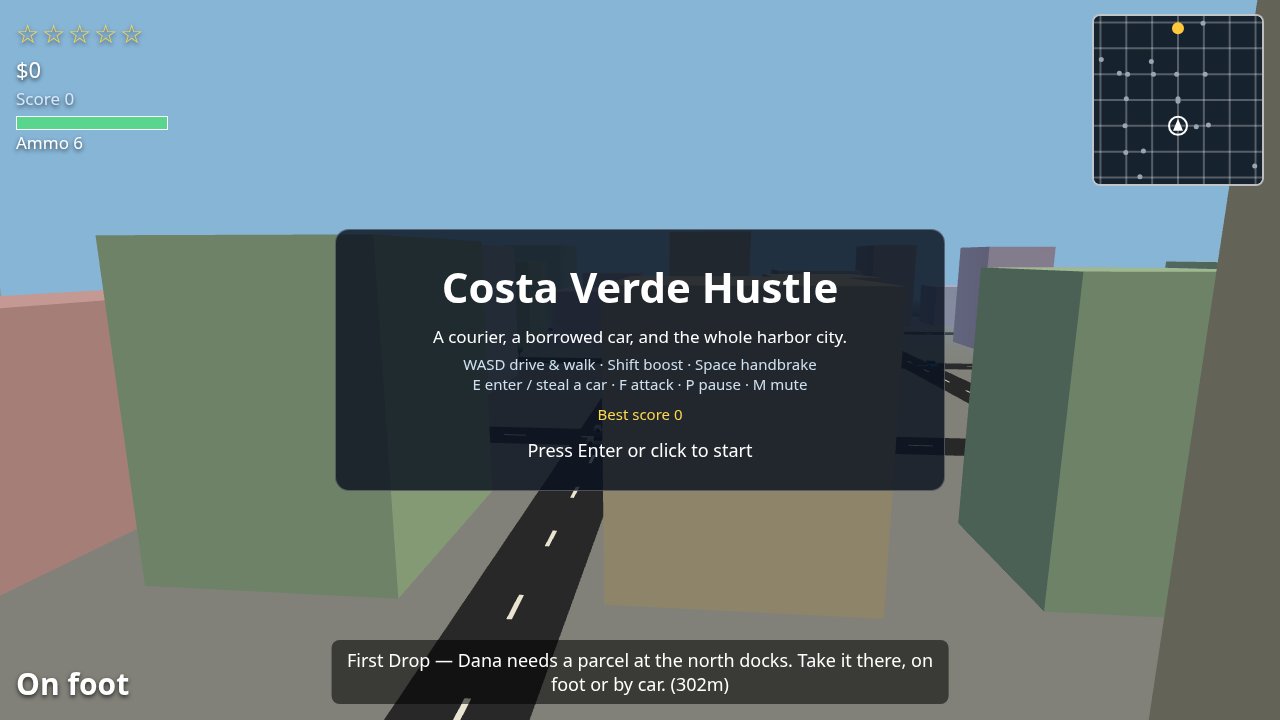 ☆☆☆☆☆
$0
Score 0
Ammo 6
Costa Verde Hustle
A courier, a borrowed car, and the whole harbor city.
WASD drive & walk · Shift boost · Space handbrake
E enter / steal a car · F attack · P pause · M mute
Best score 0
Press Enter or click to start
First Drop — Dana needs a parcel at the north docks. Take it there, on
foot or by car. (302m)
On foot